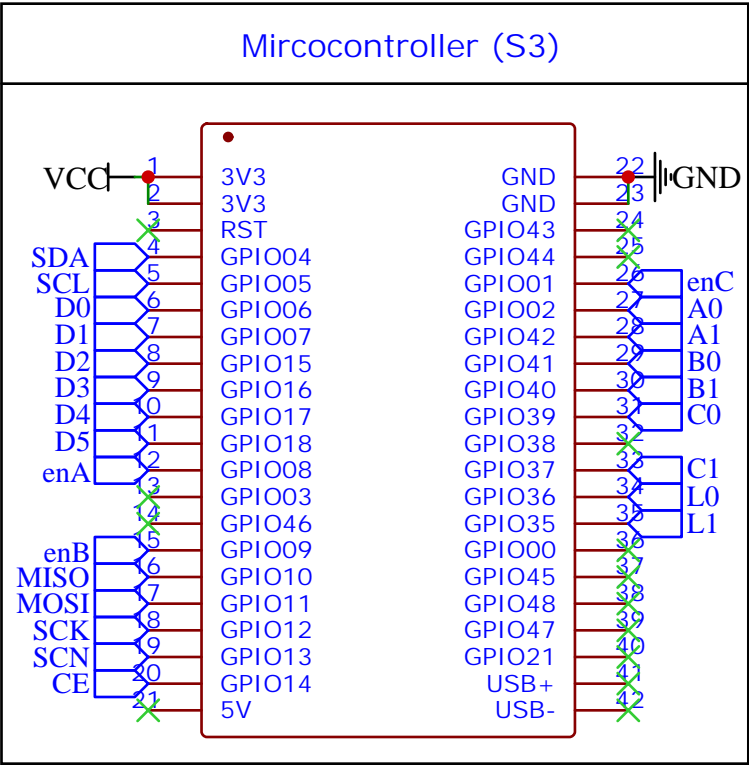 Mircocontroller (S3)
VCC 1 3V3 GND 22 GND
2 3V3 GND 23
3 RST GPIO43 24
SDA 4 GPIO04 GPIO44 25
SCL 5 GPIO05 GPIO01 26 enC
D0 6 GPIO06 GPIO02 27 A0
D1 7 GPIO07 GPIO42 28 A1
D2 8 GPIO15 GPIO41 29 B0
D3 9 GPIO16 GPIO40 30 B1
D4 10 GPIO17 GPIO39 31 C0
D5 11 GPIO18 GPIO38 32
enA 12 GPIO08 GPIO37 33 C1
13 GPIO03 GPIO36 34 L0
14 GPIO46 GPIO35 35 L1
enB 15 GPIO09 GPIO00 36
MISO 16 GPIO10 GPIO45 37
MOSI 17 GPIO11 GPIO48 38
SCK 18 GPIO12 GPIO47 39
SCN 19 GPIO13 GPIO21 40
CE 20 GPIO14 USB+ 41
21 5V USB- 42